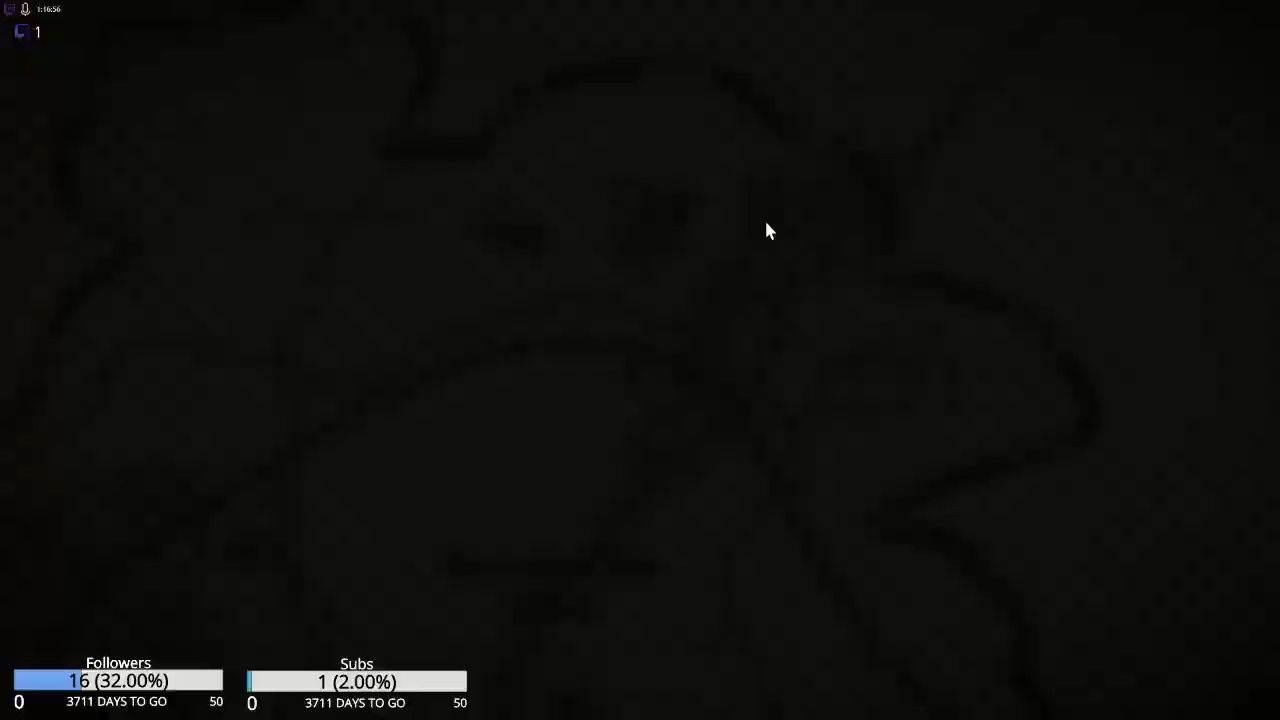 1:16:56
1
Followers
16 (32.00%)
0 3711 DAYS TO GO 50
Subs
1 (2.00%)
0 3711 DAYS TO GO 50